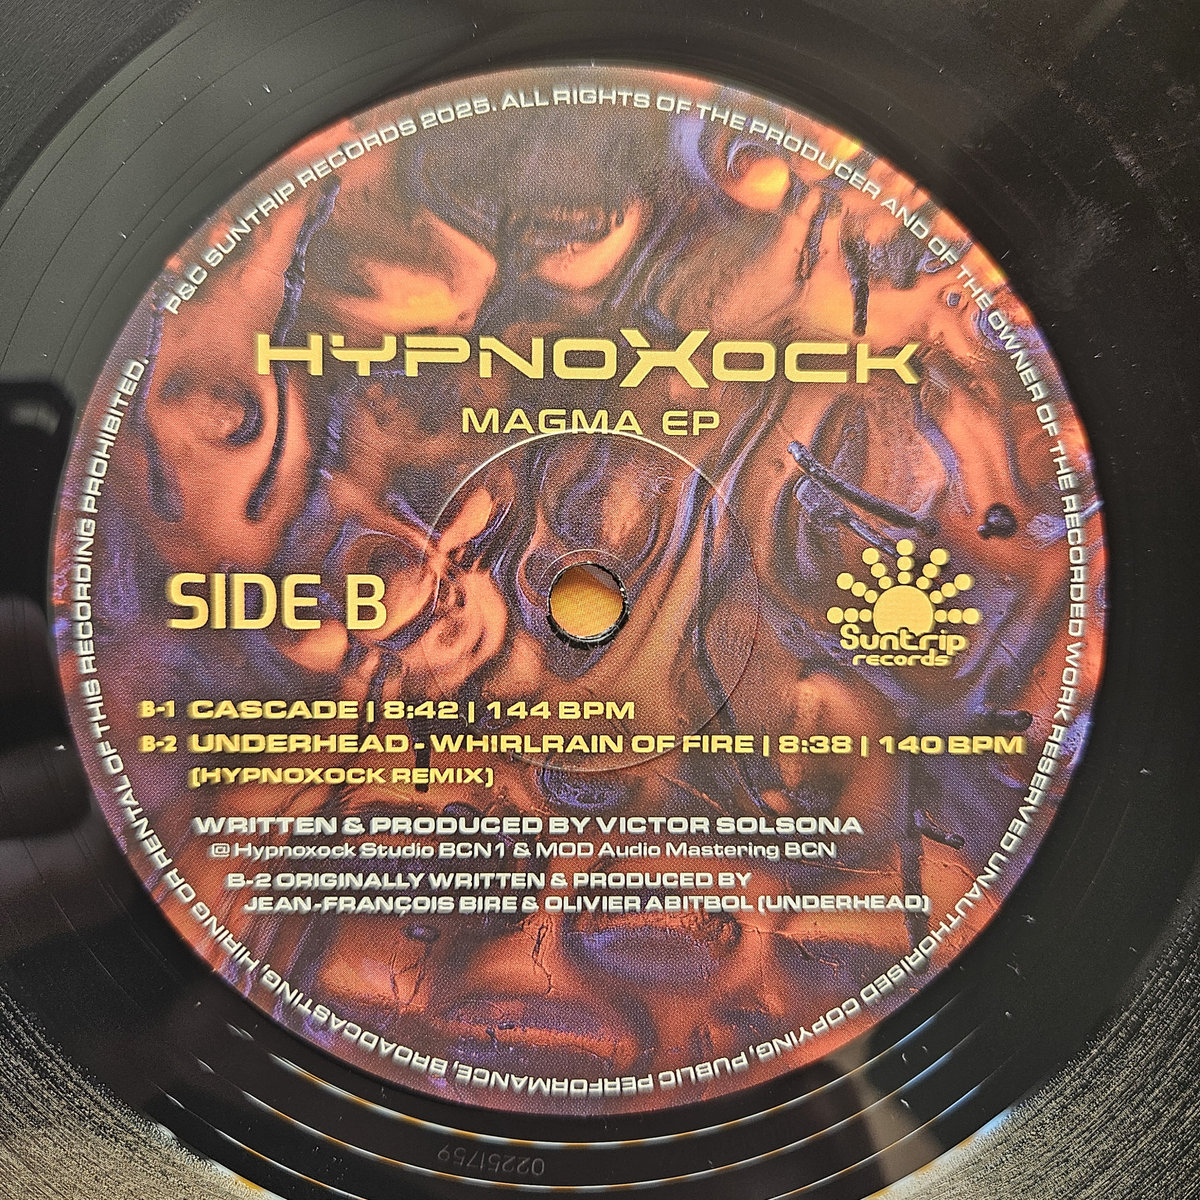 P&C SUNTRIP RECORDS 2025. ALL RIGHTS OF THE PRODUCER AND OF THE OWNER OF THE RECORDED WORK RESERVED UNAUTHORISED COPYING, PUBLIC PERFORMANCE, BROADCASTING, HIRING OR RENTAL OF THIS RECORDING PROHIBITED.
HYPNOXOCK
MAGMA EP
SIDE B
Suntrip
records
B-1 CASCADE | 8:42 | 144 BPM
B-2 UNDERHEAD - WHIRLRAIN OF FIRE | 8:38 | 140 BPM
(HYPNOXOCK REMIX)
WRITTEN & PRODUCED BY VICTOR SOLSONA
@ Hypnoxock Studio BCN1 & MOD Audio Mastering BCN
B-2 ORIGINALLY WRITTEN & PRODUCED BY
JEAN-FRANÇOIS BIRE & OLIVIER ABITBOL (UNDERHEAD)
02251759